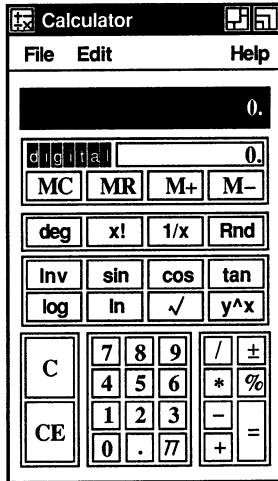 Calculator
File Edit Help
0.
digital 0.
MC MR M+ M−
deg x! 1/x Rnd
Inv sin cos tan
log ln √ y^x
C 7 8 9 / ±
4 5 6 * %
CE 1 2 3 − =
0 . π +